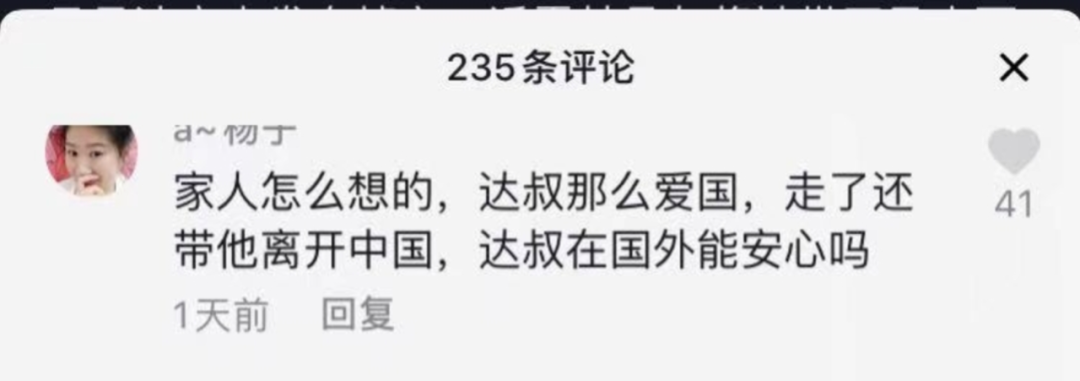 235条评论
a~杨子
家人怎么想的，达叔那么爱国，走了还
带他离开中国，达叔在国外能安心吗
41
1天前 回复